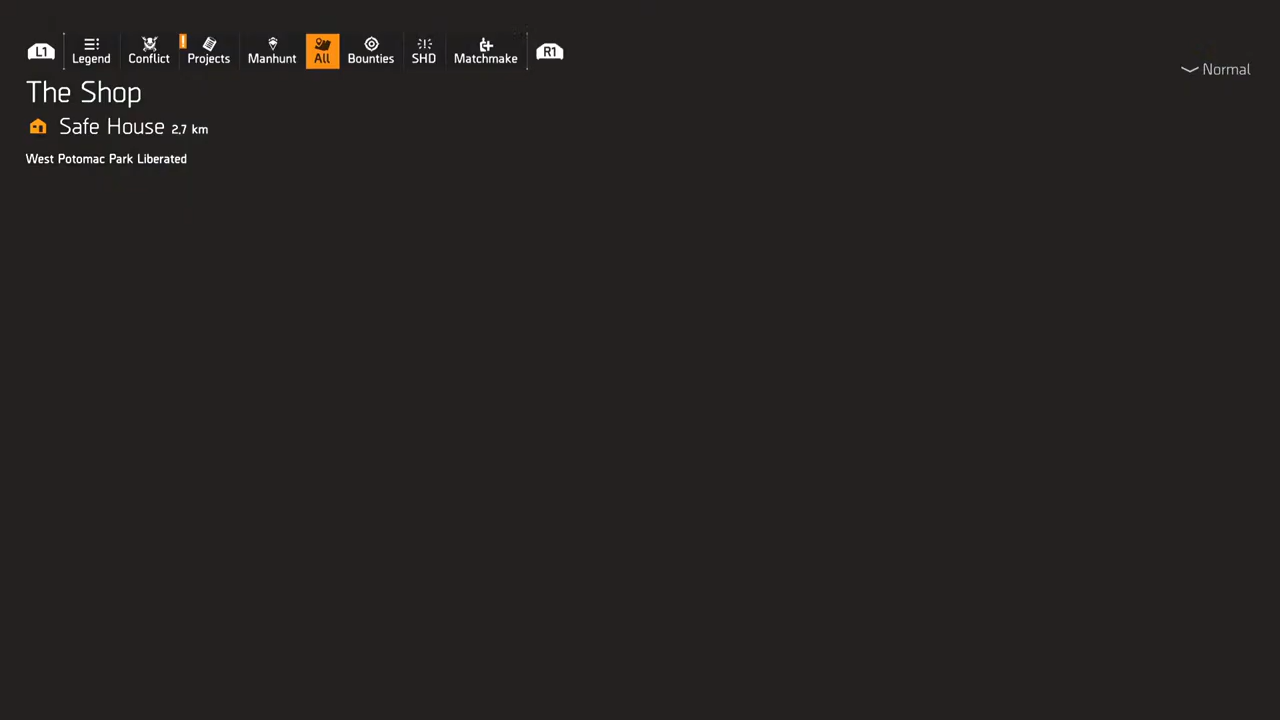 L1 Legend Conflict Projects Manhunt All Bounties SHD Matchmake R1
Normal
The Shop
Safe House 2,7 km
West Potomac Park Liberated